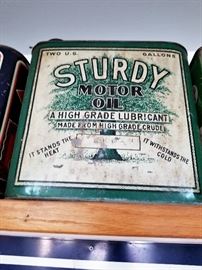 TWO U.S. GALLONS
STURDY
MOTOR
OIL
A HIGH GRADE LUBRICANT
MADE FROM HIGH GRADE CRUDE
IT STANDS THE HEAT
IT WITHSTANDS THE COLD